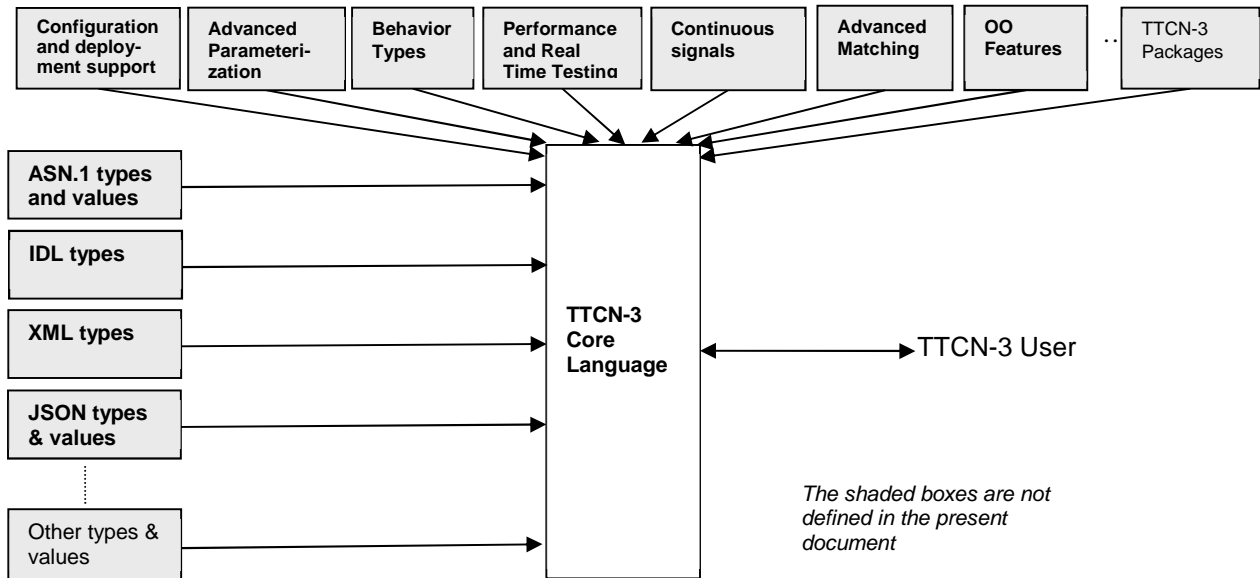 Configuration
and deploy-
ment support
Advanced
Parameteri-
zation
Behavior
Types
Performance
and Real
Time Testing
Continuous
signals
Advanced
Matching
OO
Features
..
TTCN-3
Packages
ASN.1 types
and values
IDL types
XML types
JSON types
& values
Other types &
values
TTCN-3
Core
Language
TTCN-3 User
The shaded boxes are not
defined in the present
document